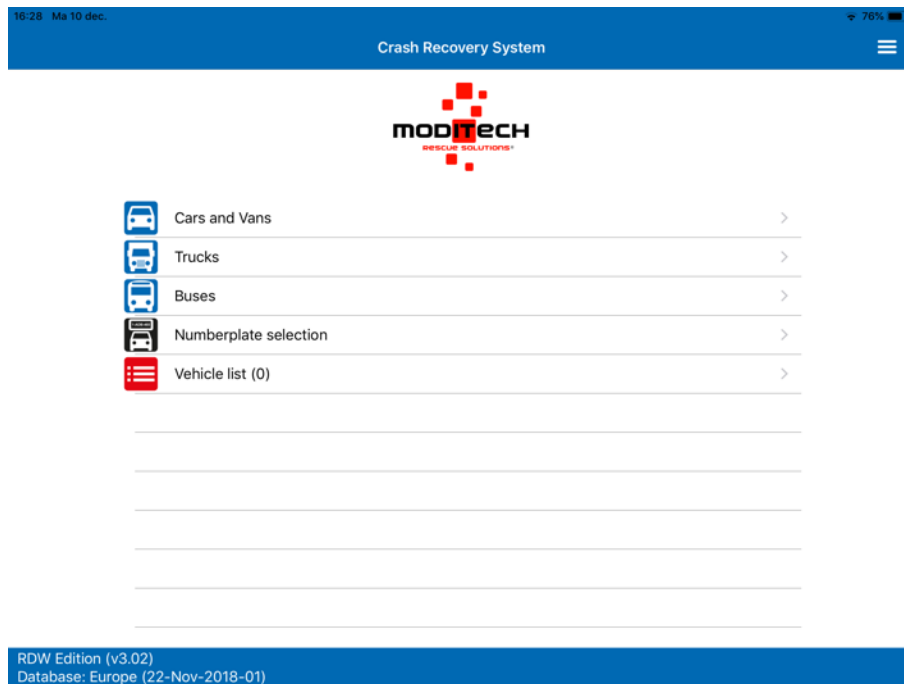 16:28 Ma 10 dec.
76%
Crash Recovery System
MODITECH
RESCUE SOLUTIONS
Cars and Vans
Trucks
Buses
Numberplate selection
Vehicle list (0)
RDW Edition (v3.02)
Database: Europe (22-Nov-2018-01)